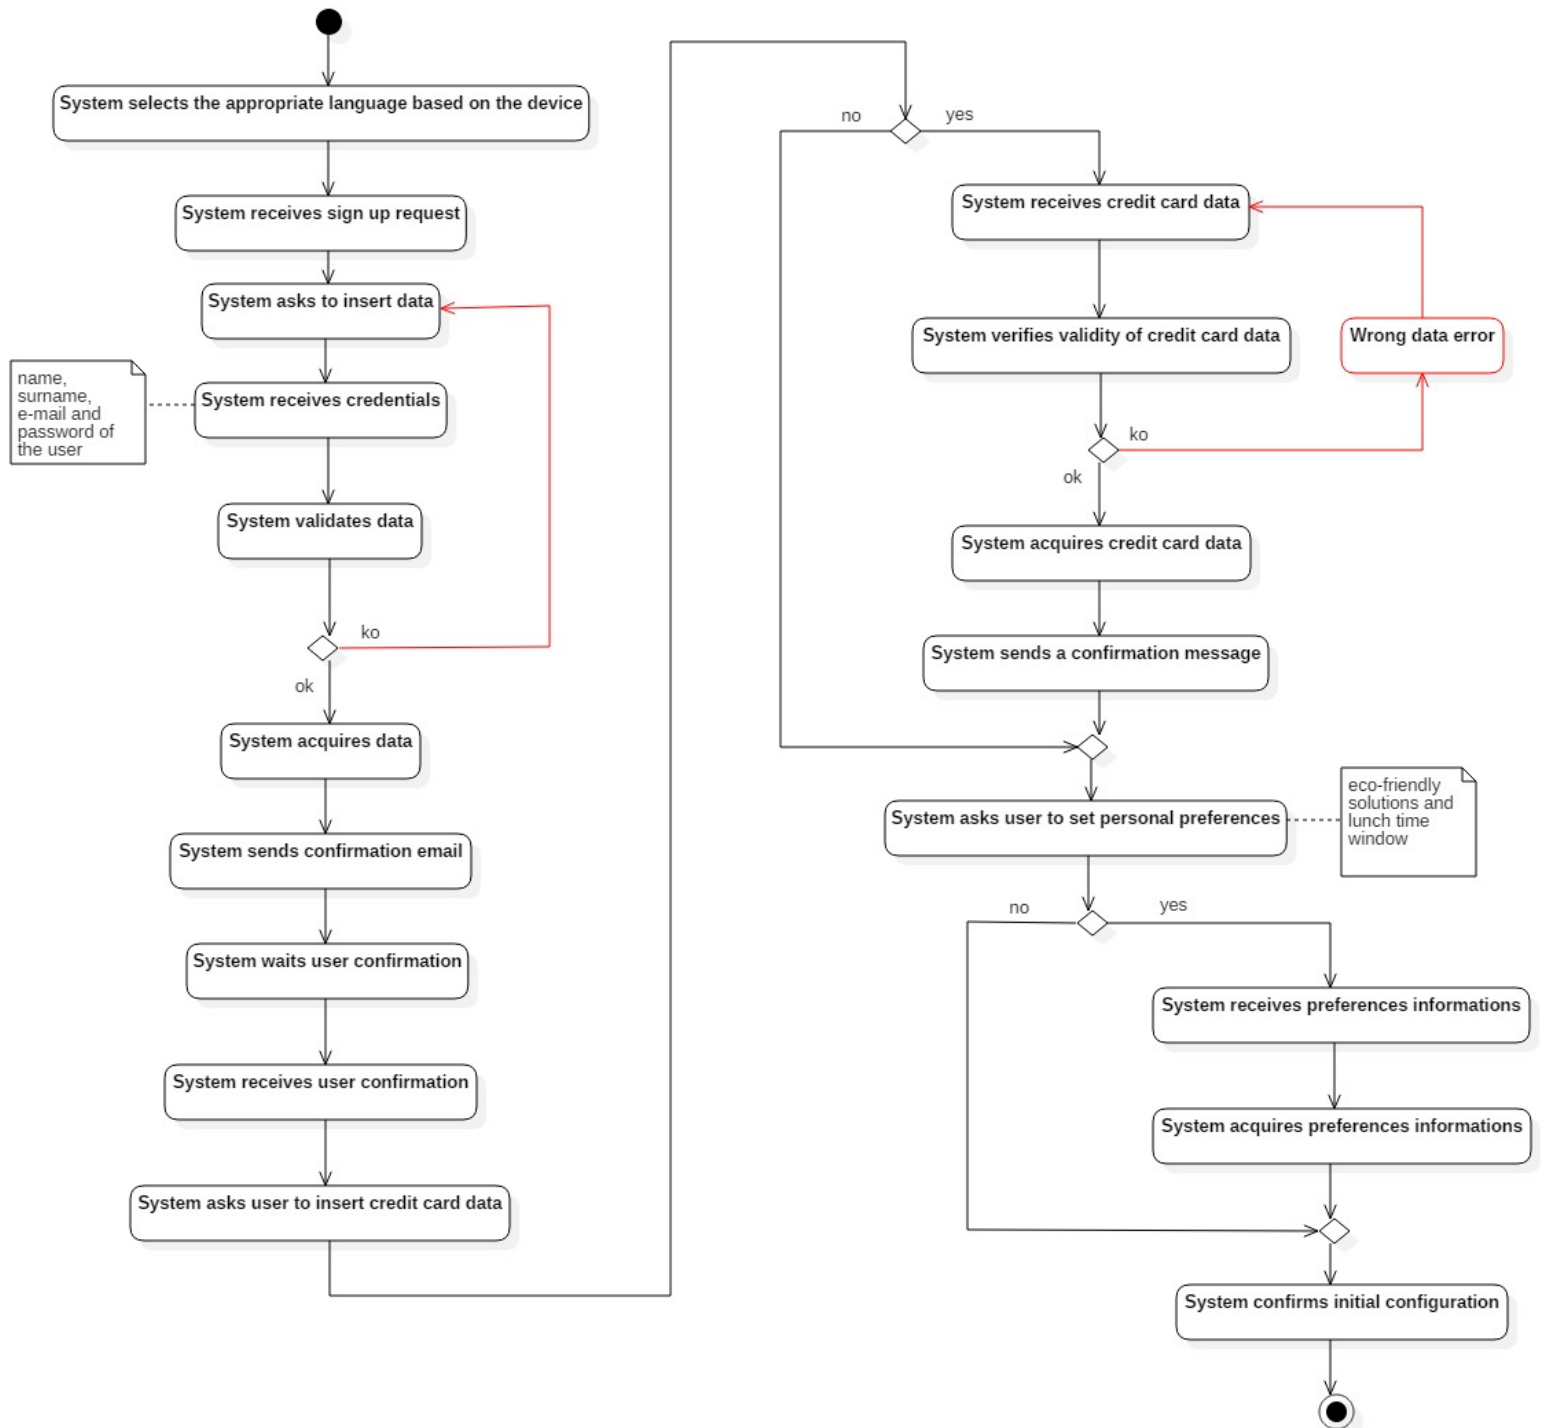 System selects the appropriate language based on the device
System receives sign up request
System asks to insert data
name,
surname,
e-mail and
password of
the user
System receives credentials
System validates data
ko
ok
System acquires data
System sends confirmation email
System waits user confirmation
System receives user confirmation
System asks user to insert credit card data
no
yes
System receives credit card data
System verifies validity of credit card data
Wrong data error
ko
ok
System acquires credit card data
System sends a confirmation message
System asks user to set personal preferences
eco-friendly
solutions and
lunch time
window
no
yes
System receives preferences informations
System acquires preferences informations
System confirms initial configuration